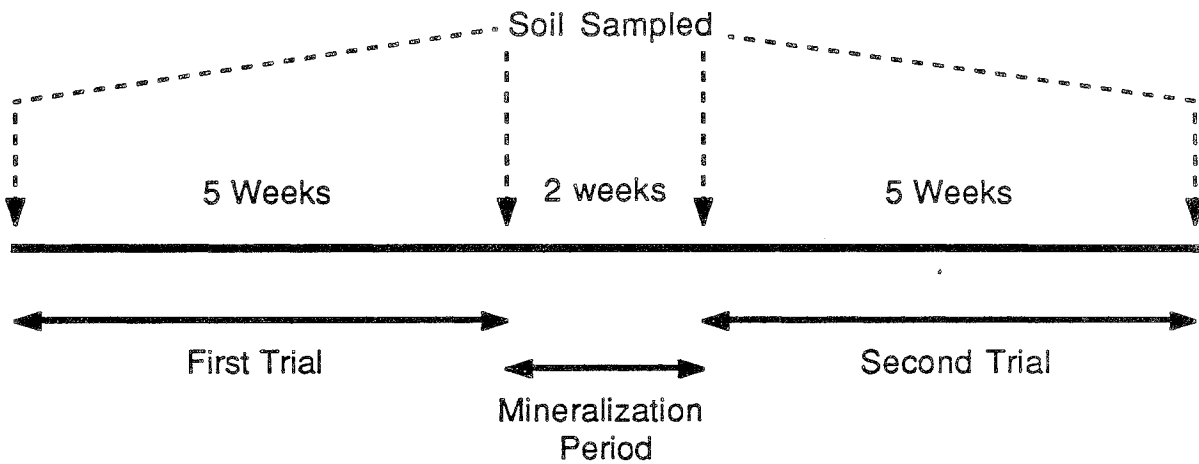 Soil Sampled
5 Weeks
2 weeks
5 Weeks
First Trial
Second Trial
Mineralization
Period